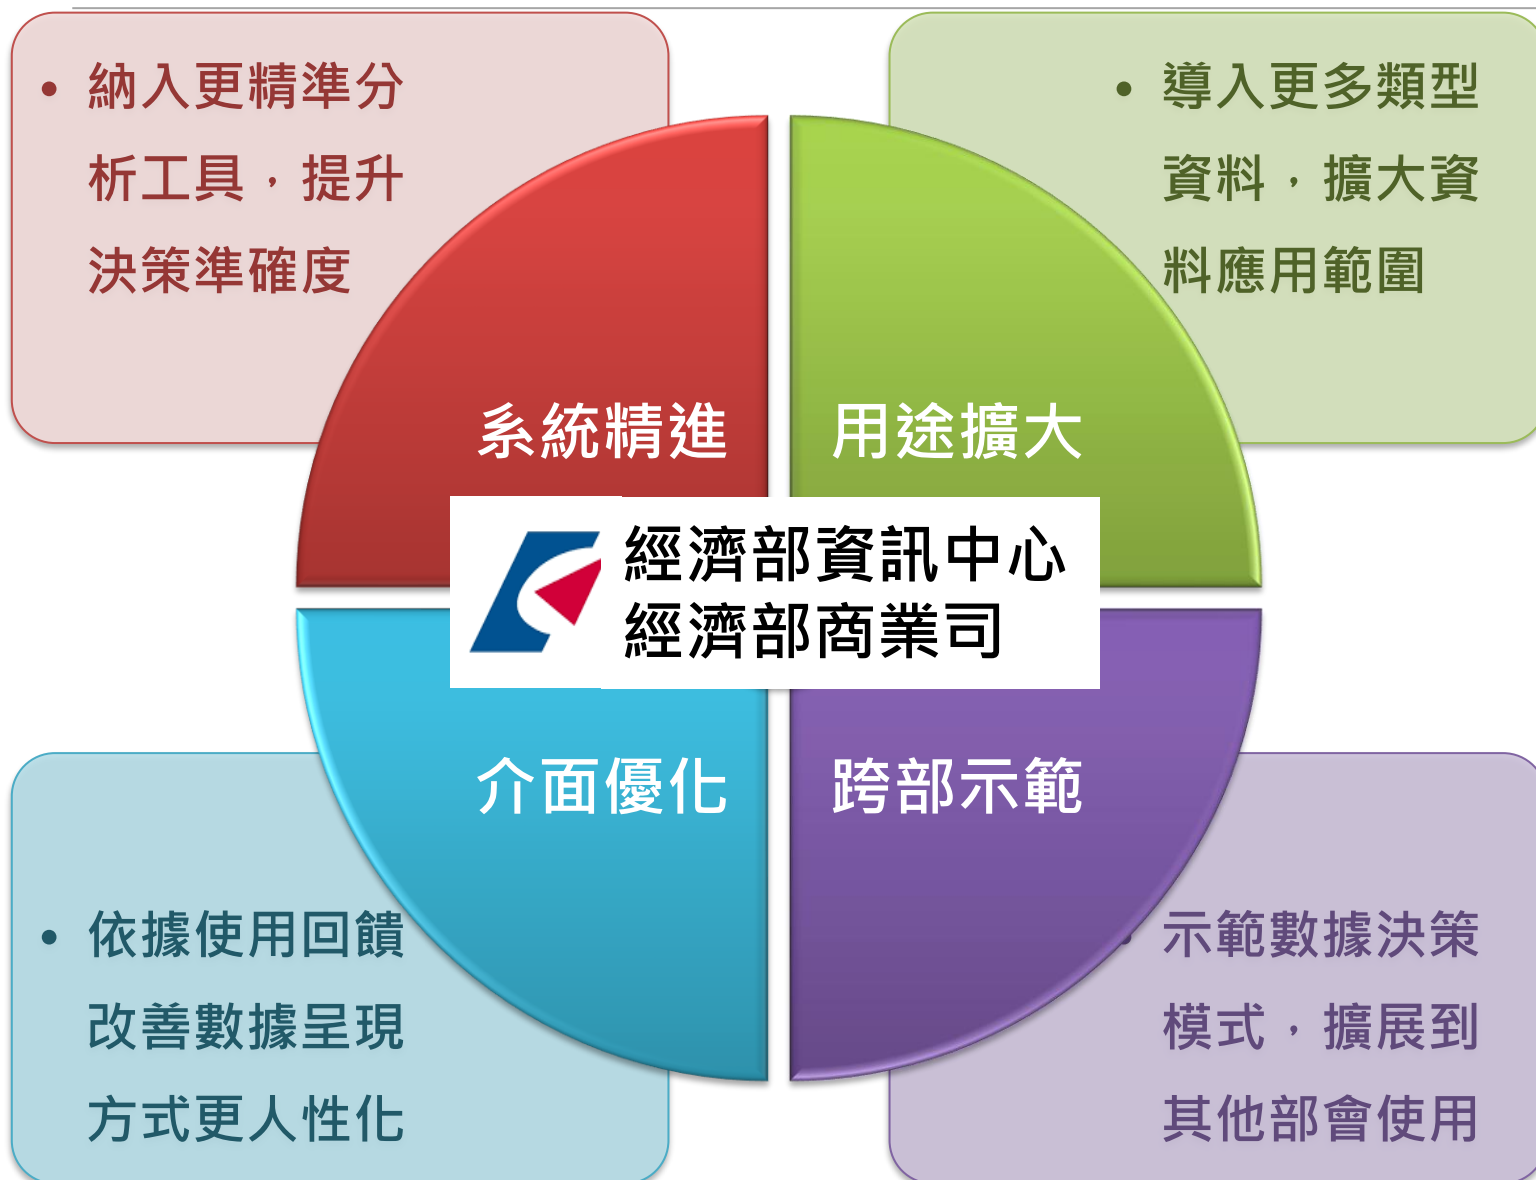 • 納入更精準分
析工具，提升
決策準確度
• 導入更多類型
資料，擴大資
料應用範圍
系統精進
用途擴大
經濟部資訊中心
經濟部商業司
介面優化
跨部示範
• 依據使用回饋
改善數據呈現
方式更人性化
• 示範數據決策
模式，擴展到
其他部會使用